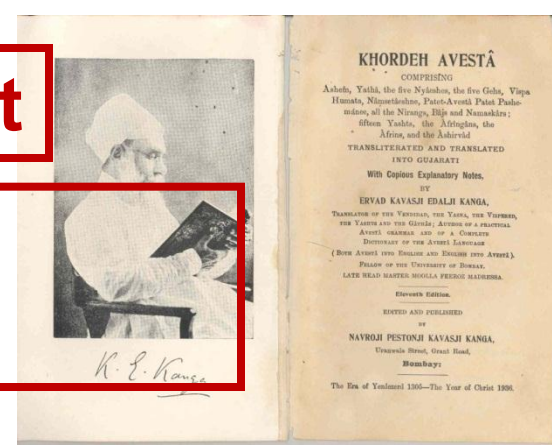 t
K. E. Kanga
KHORDEH AVESTÂ
COMPRISING
Ashem, Yathâ, the five Nyâeshes, the five Gehs, Vispa
Humata, Nâmsetâeshne, Patet-Avestâ Patet Pashe-
mânee, all the Nirangs, Bâjs and Namaskârs;
fifteen Yashts, the Âfringâns, the
Âfrins, and the Âshirvâd
TRANSLITERATED AND TRANSLATED
INTO GUJARATI
With Copious Explanatory Notes,
BY
ERVAD KAVASJI EDALJI KANGA,
TRANSLATOR OF THE VENDIDAD, THE YASNA, THE VISPERED,
THE YASHTS AND THE GÂTHÂS; AUTHOR OF A PRACTICAL
AVESTÂ GRAMMAR AND OF A COMPLETE
DICTIONARY OF THE AVESTÂ LANGUAGE
(BOTH AVESTÂ INTO ENGLISH AND ENGLISH INTO AVESTÂ).
FELLOW OF THE UNIVERSITY OF BOMBAY,
LATE HEAD MASTER MOOLLA FEEROZ MADRESSA.
Eleventh Edition.
EDITED AND PUBLISHED
BY
NAVROJI PESTONJI KAVASJI KANGA,
Street, Grant Road,
Bombay:
The Era of Yazdezerd 1305—The Year of Christ 1936.